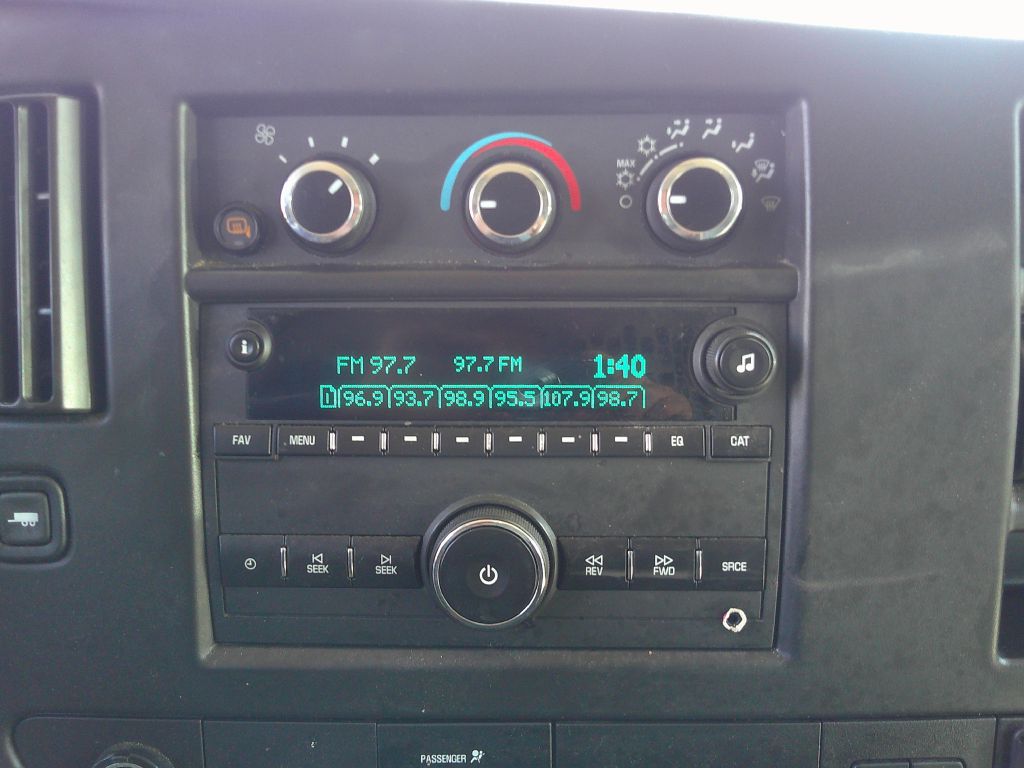 MAX
i
FM 97.7 97.7 FM 1:40
1 96.9 93.7 98.9 95.5 107.9 98.7
FAV MENU EQ CAT
SEEK SEEK REV FWD SRCE
PASSENGER